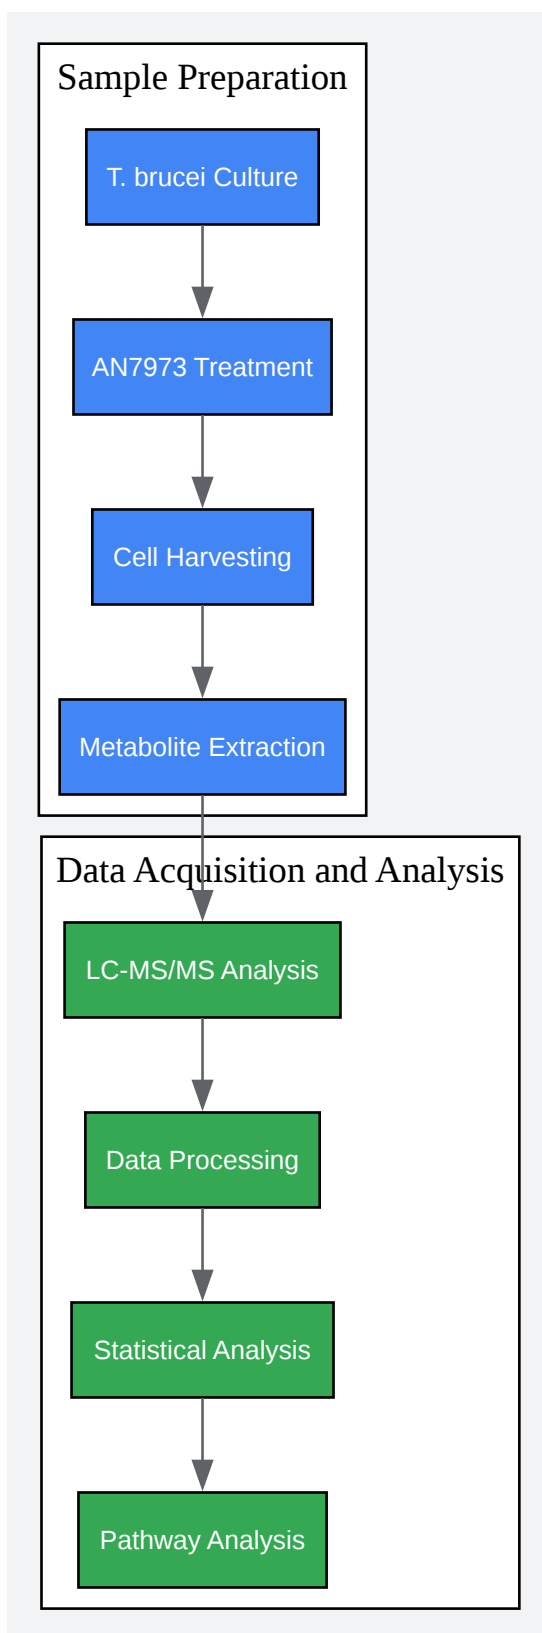 Sample Preparation
T. brucei Culture
AN7973 Treatment
Cell Harvesting
Metabolite Extraction
Data Acquisition and Analysis
LC-MS/MS Analysis
Data Processing
Statistical Analysis
Pathway Analysis